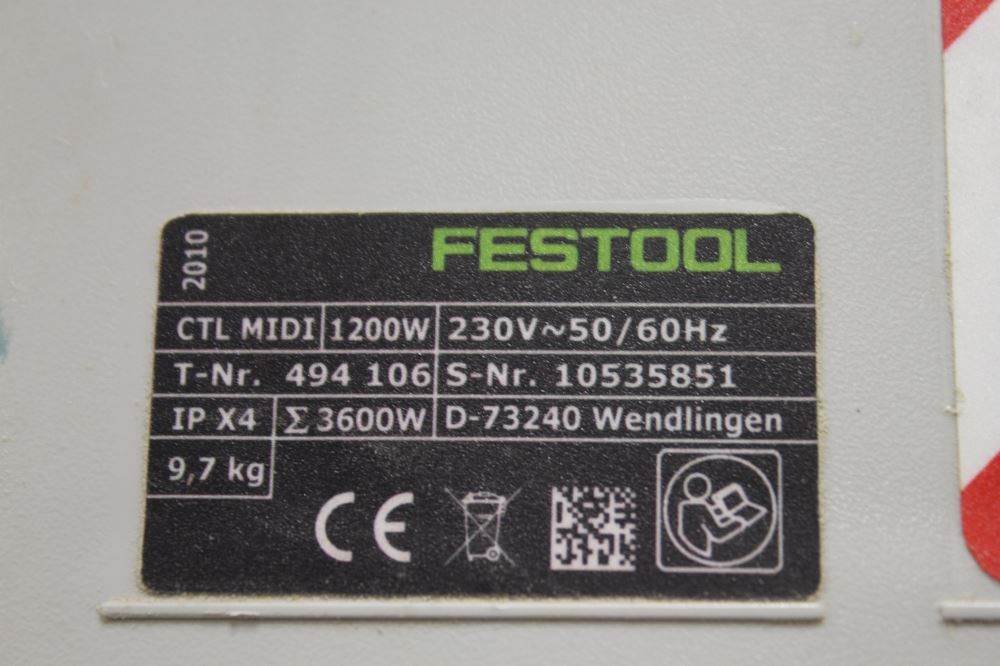 2010
FESTOOL
CTL MIDI 1200W 230V~50/60Hz
T-Nr. 494 106 S-Nr. 10535851
IP X4 Σ 3600W D-73240 Wendlingen
9,7 kg
CE